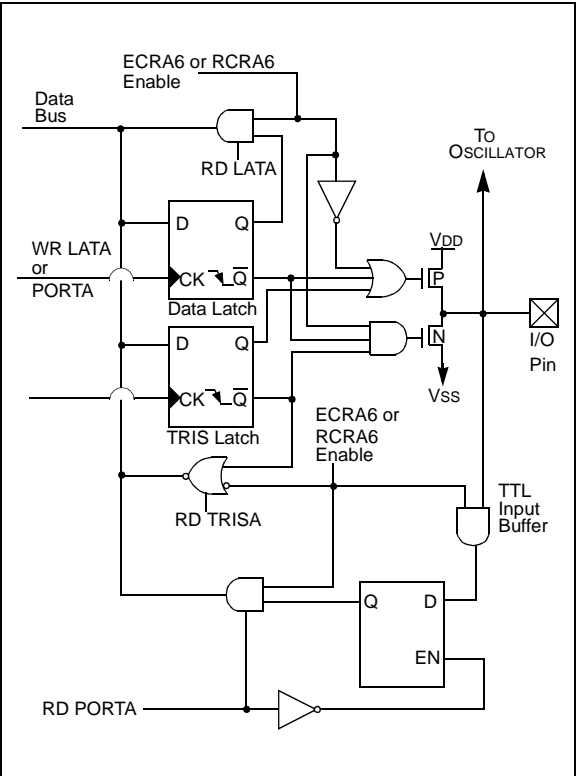 ECRA6 or RCRA6
Enable
Data
Bus
To
OSCILLATOR
RD LATA
WR LATA
or
PORTA
D
Q
CK
Q
Data Latch
VDD
P
N
I/O
Pin
VSS
D
Q
CK
Q
TRIS Latch
ECRA6 or
RCRA6
Enable
TTL
Input
Buffer
RD TRISA
Q
D
EN
RD PORTA